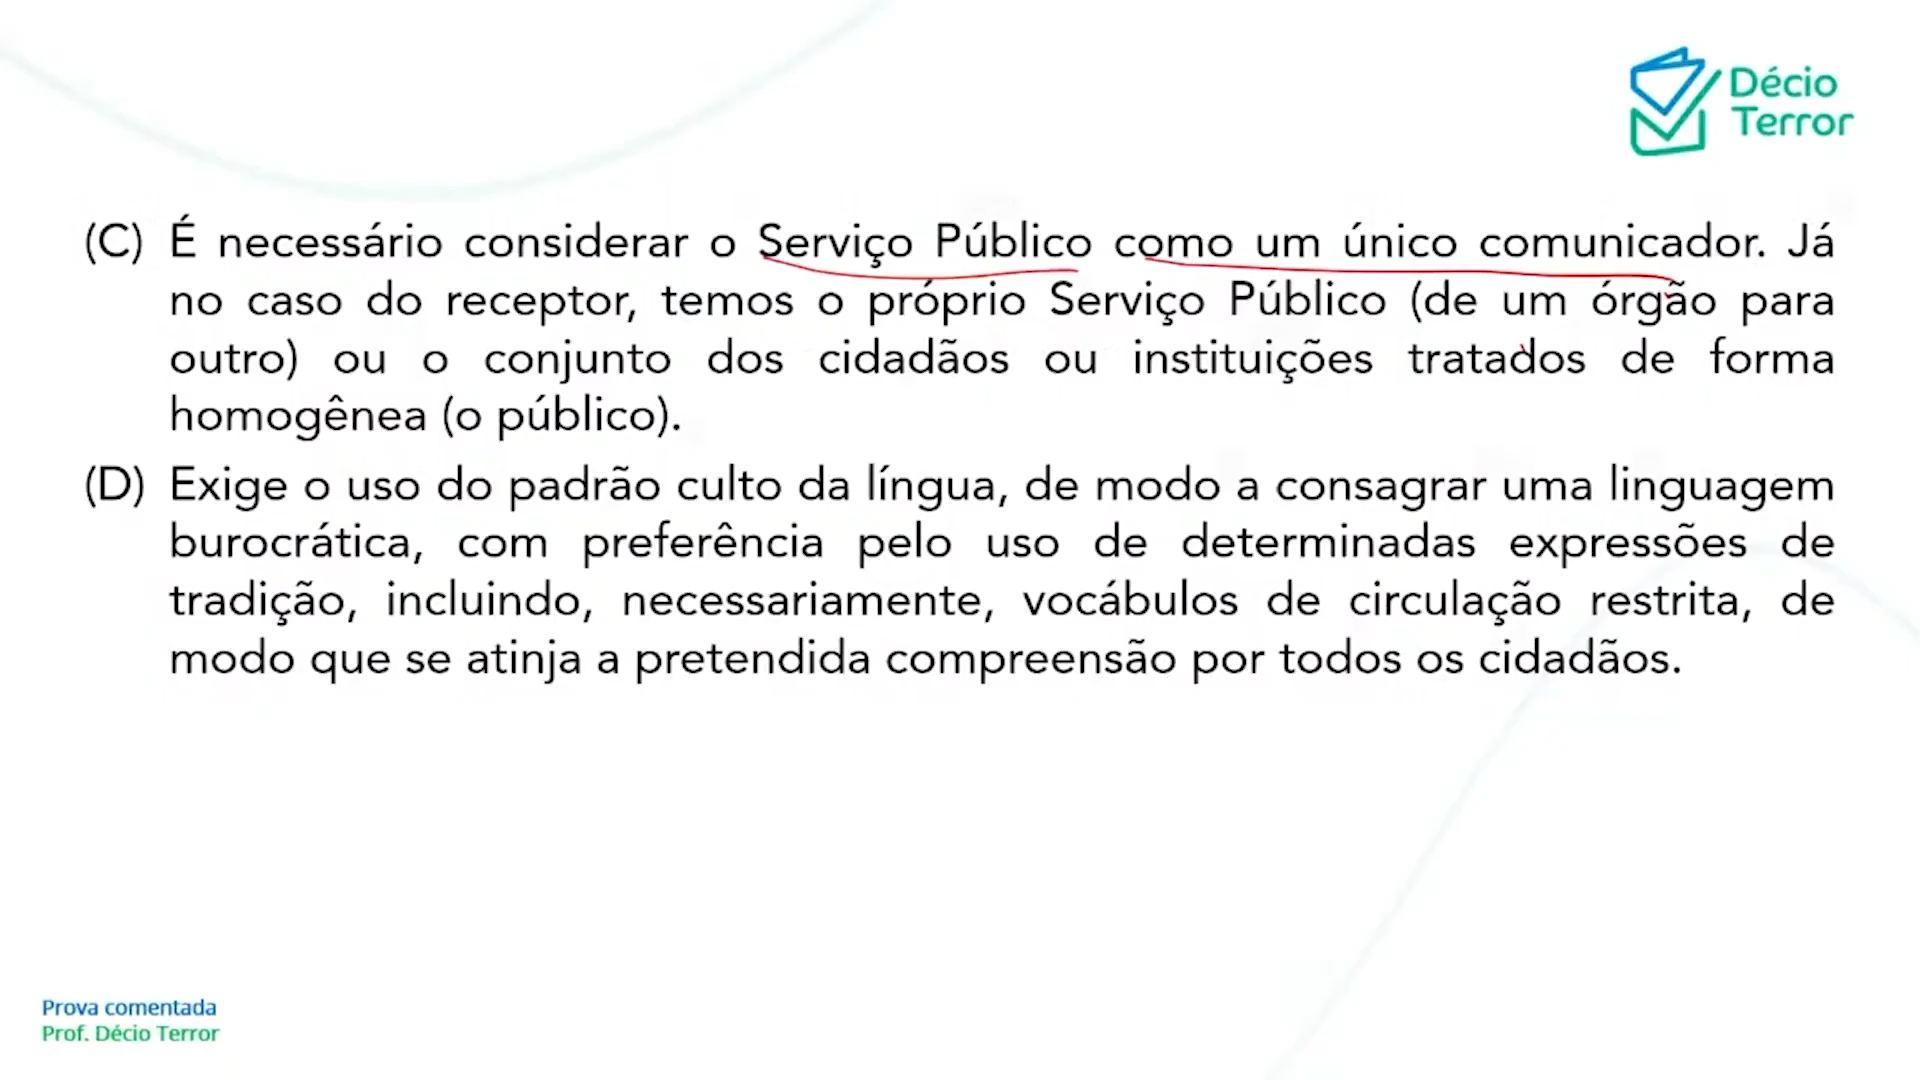 Décio
Terror
(C) É necessário considerar o Serviço Público como um único comunicador. Já
no caso do receptor, temos o próprio Serviço Público (de um órgão para
outro) ou o conjunto dos cidadãos ou instituições tratados de forma
homogênea (o público).
(D) Exige o uso do padrão culto da língua, de modo a consagrar uma linguagem
burocrática, com preferência pelo uso de determinadas expressões de
tradição, incluindo, necessariamente, vocábulos de circulação restrita, de
modo que se atinja a pretendida compreensão por todos os cidadãos.
Prova comentada
Prof. Décio Terror